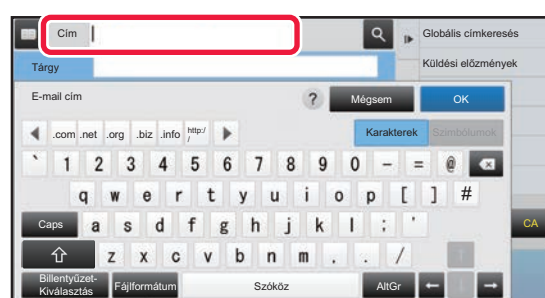 Cím
Globális címkeresés
Tárgy
Küldési előzmények
E-mail cím
?
Mégsem
OK
.com .net .org .biz .info http:/
/
Karakterek
Szimbólumok
` 1 2 3 4 5 6 7 8 9 0 - = @
q w e r t y u i o p [ ] #
Caps a s d f g h j k l ; '
CA
z x c v b n m , . /
Billentyűzet-
Kiválasztás
Fájlformátum
Szóköz
AltGr